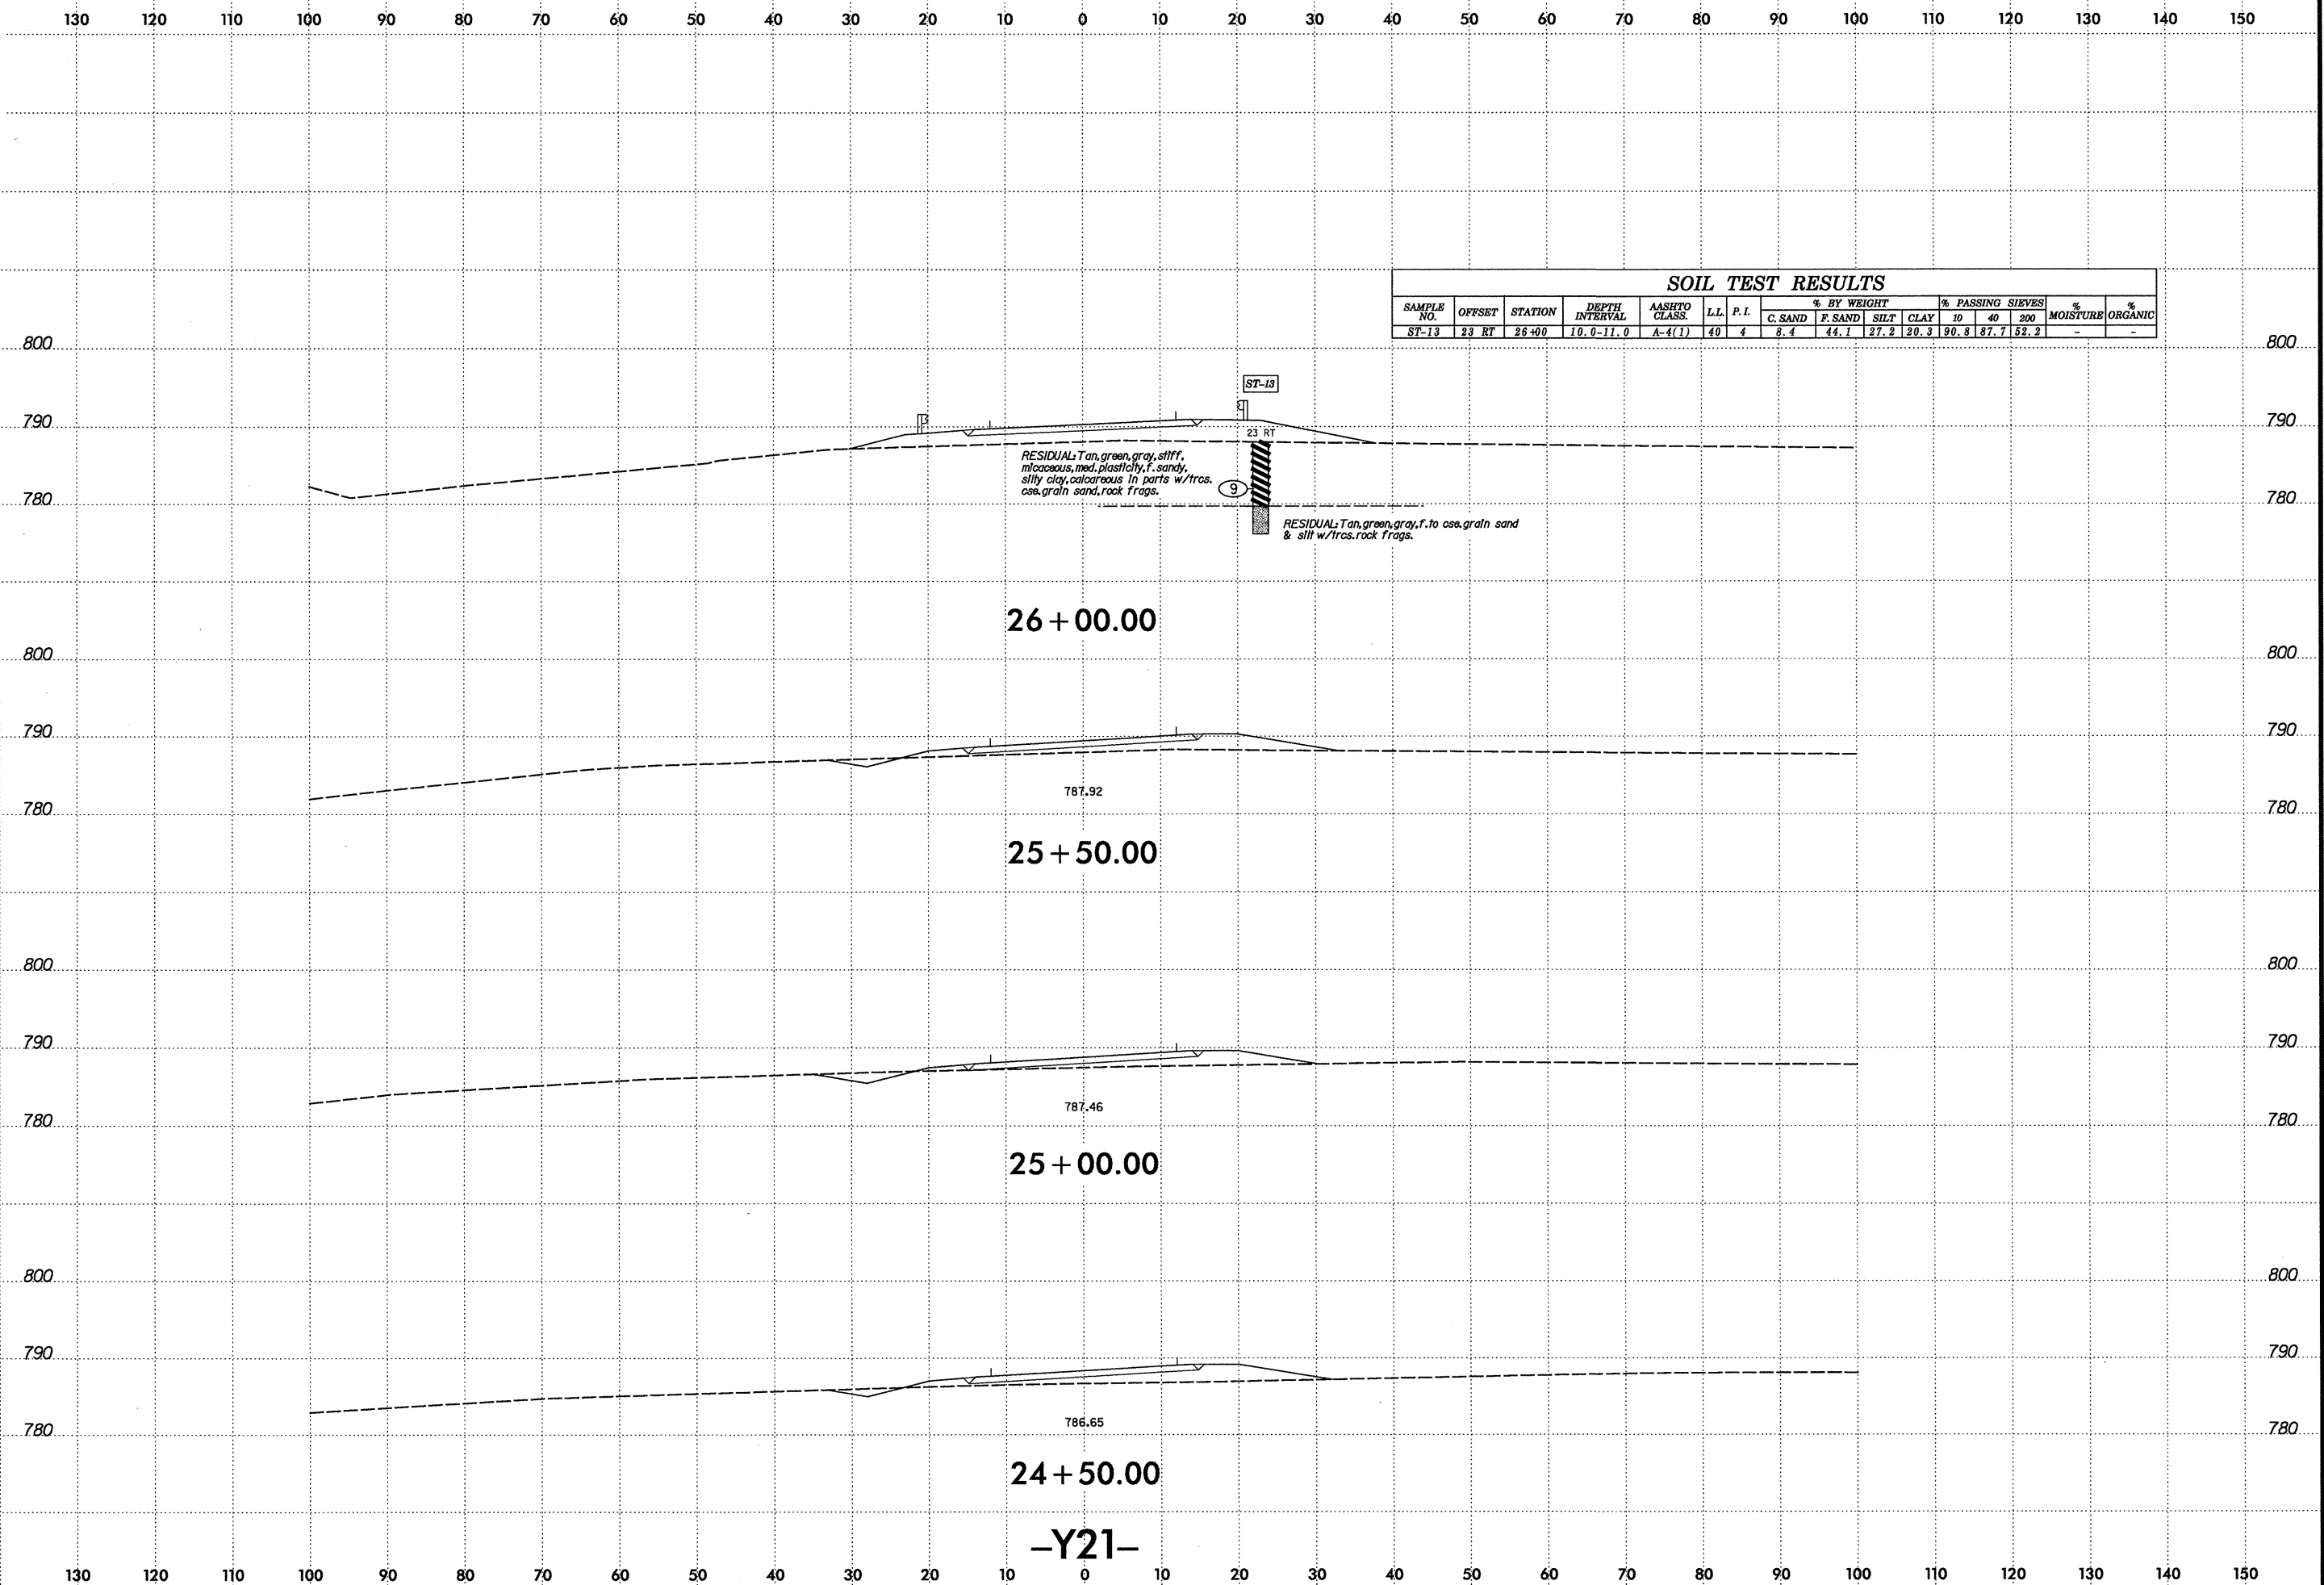 130 120 110 100 90 80 70 60 50 40 30 20 10 0 10 20 30 40 50 60 70 80 90 100 110 120 130 140 150
SOIL TEST RESULTS
SAMPLE NO. OFFSET STATION DEPTH INTERVAL AASHTO CLASS. L.L. P.I. % BY WEIGHT % PASSING SIEVES % MOISTURE % ORGANIC
C. SAND F. SAND SILT CLAY 10 40 200
ST-13 23 RT 26+00 10.0-11.0 A-4(1) 40 4 8.4 44.1 27.2 20.3 90.8 87.7 52.2 - -
800 800
ST-13
790 790
23 RT
RESIDUAL: Tan, green, gray, stiff,
micaceous, med. plasticity, f. sandy,
silty clay, calcareous in parts w/trcs.
cse. grain sand, rock frags.
9
780 780
RESIDUAL: Tan, green, gray, f. to cse. grain sand
& silt w/trcs. rock frags.
26+00.00
800 800
790 790
787.92
780 780
25+50.00
800 800
790 790
787.46
780 780
25+00.00
800 800
790 790
786.65
780 780
24+50.00
-Y21-
130 120 110 100 90 80 70 60 50 40 30 20 10 0 10 20 30 40 50 60 70 80 90 100 110 120 130 140 150